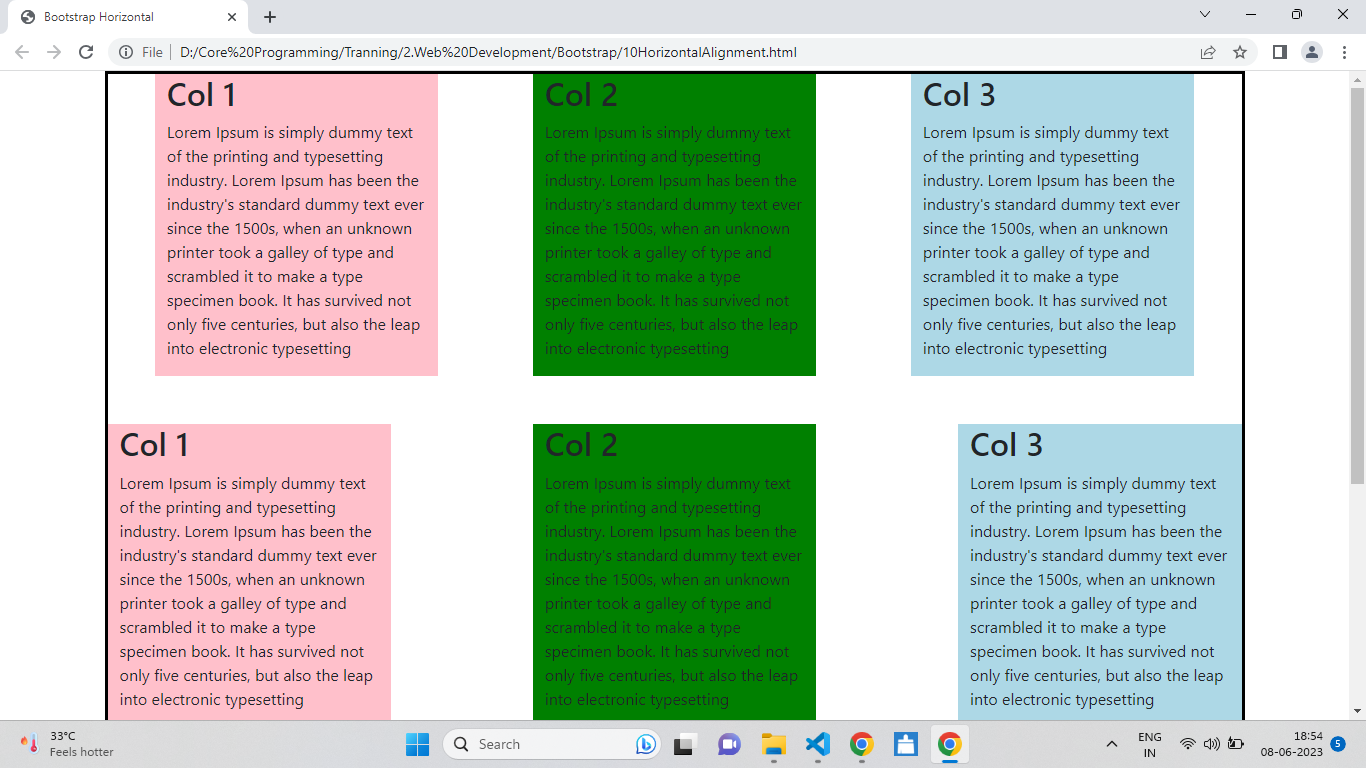 Bootstrap Horizontal
File
D:/Core%20Programming/Tranning/2.Web%20Development/Bootstrap/10HorizontalAlignment.html
Col 1
Lorem Ipsum is simply dummy text
of the printing and typesetting
industry. Lorem Ipsum has been the
industry's standard dummy text ever
since the 1500s, when an unknown
printer took a galley of type and
scrambled it to make a type
specimen book. It has survived not
only five centuries, but also the leap
into electronic typesetting
Col 2
Lorem Ipsum is simply dummy text
of the printing and typesetting
industry. Lorem Ipsum has been the
industry's standard dummy text ever
since the 1500s, when an unknown
printer took a galley of type and
scrambled it to make a type
specimen book. It has survived not
only five centuries, but also the leap
into electronic typesetting
Col 3
Lorem Ipsum is simply dummy text
of the printing and typesetting
industry. Lorem Ipsum has been the
industry's standard dummy text ever
since the 1500s, when an unknown
printer took a galley of type and
scrambled it to make a type
specimen book. It has survived not
only five centuries, but also the leap
into electronic typesetting
Col 1
Lorem Ipsum is simply dummy text
of the printing and typesetting
industry. Lorem Ipsum has been the
industry's standard dummy text ever
since the 1500s, when an unknown
printer took a galley of type and
scrambled it to make a type
specimen book. It has survived not
only five centuries, but also the leap
into electronic typesetting
Col 2
Lorem Ipsum is simply dummy text
of the printing and typesetting
industry. Lorem Ipsum has been the
industry's standard dummy text ever
since the 1500s, when an unknown
printer took a galley of type and
scrambled it to make a type
specimen book. It has survived not
only five centuries, but also the leap
into electronic typesetting
Col 3
Lorem Ipsum is simply dummy text
of the printing and typesetting
industry. Lorem Ipsum has been the
industry's standard dummy text ever
since the 1500s, when an unknown
printer took a galley of type and
scrambled it to make a type
specimen book. It has survived not
only five centuries, but also the leap
into electronic typesetting
33°C
Feels hotter
Search
ENG
IN
18:54
08-06-2023
5